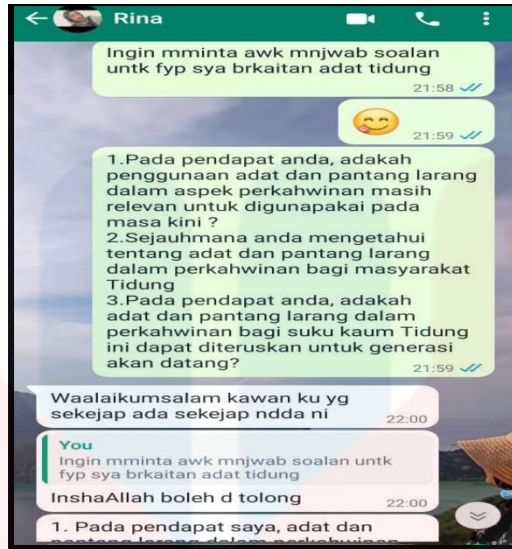 Rina
Ingin mminta awk mnjwab soalan
untk fyp sya brkaitan adat tidung
21:58
21:59
1.Pada pendapat anda, adakah
penggunaan adat dan pantang larang
dalam aspek perkahwinan masih
relevan untuk digunapakai pada
masa kini ?
2.Sejauhmana anda mengetahui
tentang adat dan pantang larang
dalam perkahwinan bagi masyarakat
Tidung
3.Pada pendapat anda, adakah
adat dan pantang larang dalam
perkahwinan bagi suku kaum Tidung
ini dapat diteruskan untuk generasi
akan datang?
21:59
Waalaikumsalam kawan ku yg
sekejap ada sekejap ndda ni
22:00
You
Ingin mminta awk mnjwab soalan untk
fyp sya brkaitan adat tidung
InshaAllah boleh d tolong
22:00
1. Pada pendapat saya, adat dan
pantang larang dalam perkahwinan